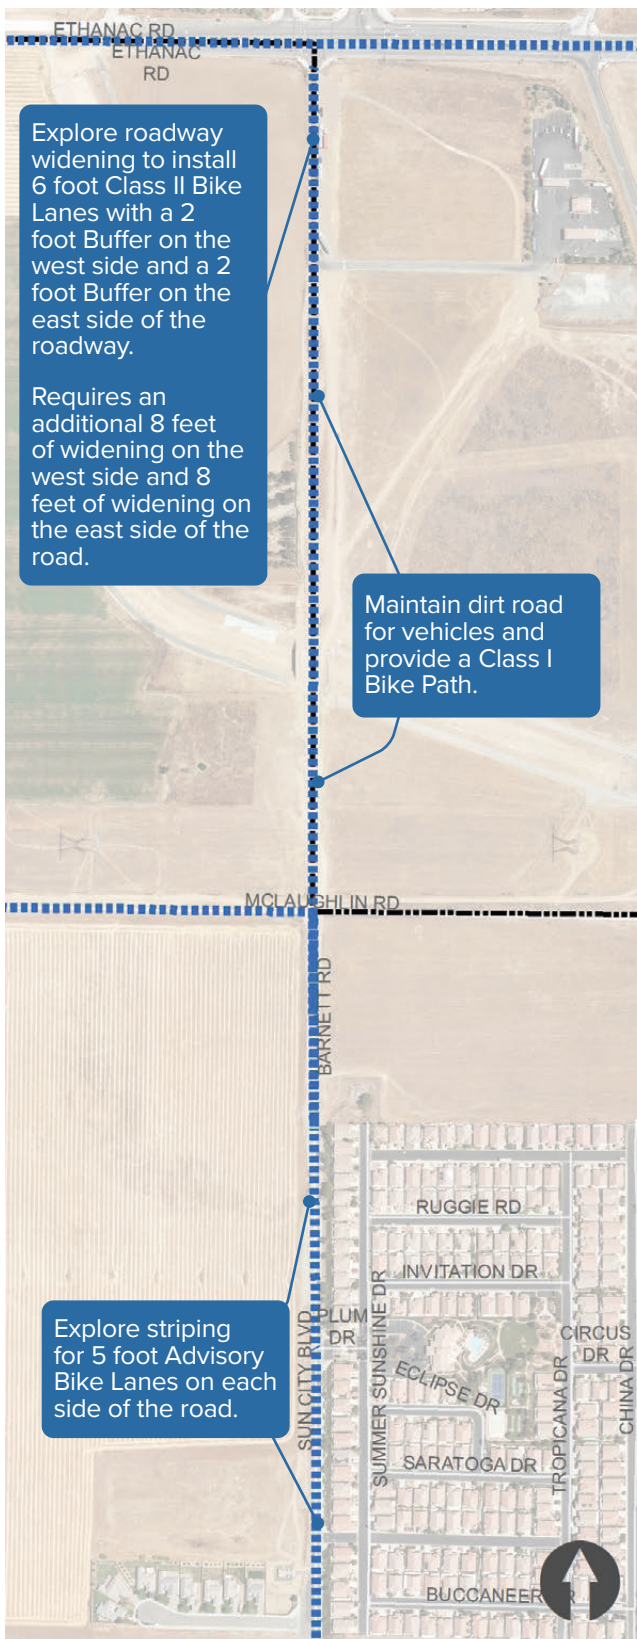 ETHANAC RD
ETHANAC
RD
Explore roadway
widening to install
6 foot Class II Bike
Lanes with a 2
foot Buffer on the
west side and a 2
foot Buffer on the
east side of the
roadway.
Requires an
additional 8 feet
of widening on the
west side and 8
feet of widening on
the east side of the
road.
Maintain dirt road
for vehicles and
provide a Class I
Bike Path.
MCLAUGHLIN RD
BARNETT RD
RUGGIE RD
INVITATION DR
PLUM
DR
CIRCUS
DR
SUN CITY BLVD
SUMMER SUNSHINE DR
ECLIPSE DR
TROPICANA DR
CHINA DR
Explore striping
for 5 foot Advisory
Bike Lanes on each
side of the road.
SARATOGA DR
BUCCANEER